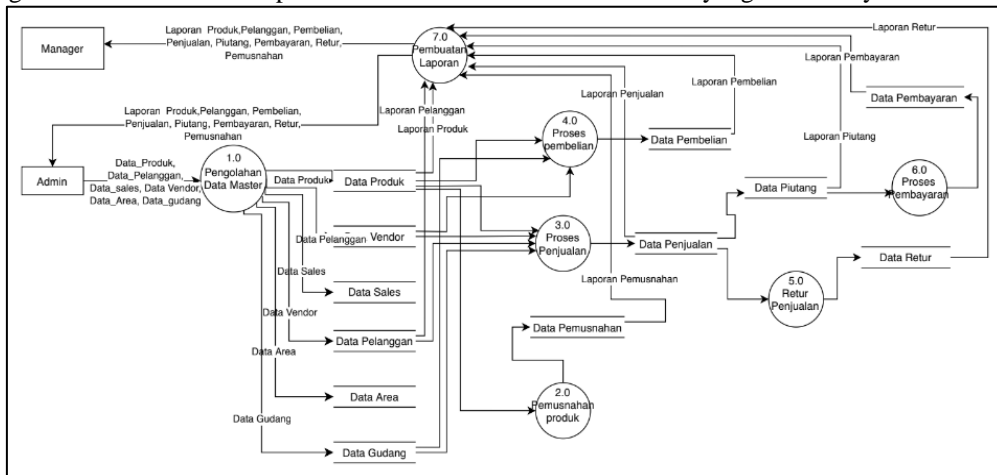 Manager
Laporan Produk,Pelanggan, Pembelian,
Penjualan, Piutang, Pembayaran, Retur,
Pemusnahan
7.0
Pembuatan
Laporan
Laporan Retur
Laporan Pembayaran
Laporan Pembelian
Laporan Penjualan
Data Pembayaran
Laporan Pelanggan
Laporan Produk
Laporan Produk,Pelanggan, Pembelian,
Penjualan, Piutang, Pembayaran, Retur,
Pemusnahan
4.0
Proses
pembelian
Data Pembelian
Laporan Piutang
Admin
Data_Produk,
Data_Pelanggan,
Data_sales, Data Vendor,
Data_Area, Data_gudang
1.0
Pengolahan
Data Master
Data Produk
Data Produk
Data Piutang
6.0
Proses
Pembayaran
Data Pelanggan
Vendor
3.0
Proses
Penjualan
Data Penjualan
Data Retur
Data Sales
Data Sales
Laporan Pemusnahan
5.0
Retur
Penjualan
Data Vendor
Data Pelanggan
Data Pemusnahan
Data Area
Data Area
2.0
Pemusnahan
produk
Data Gudang
Data Gudang